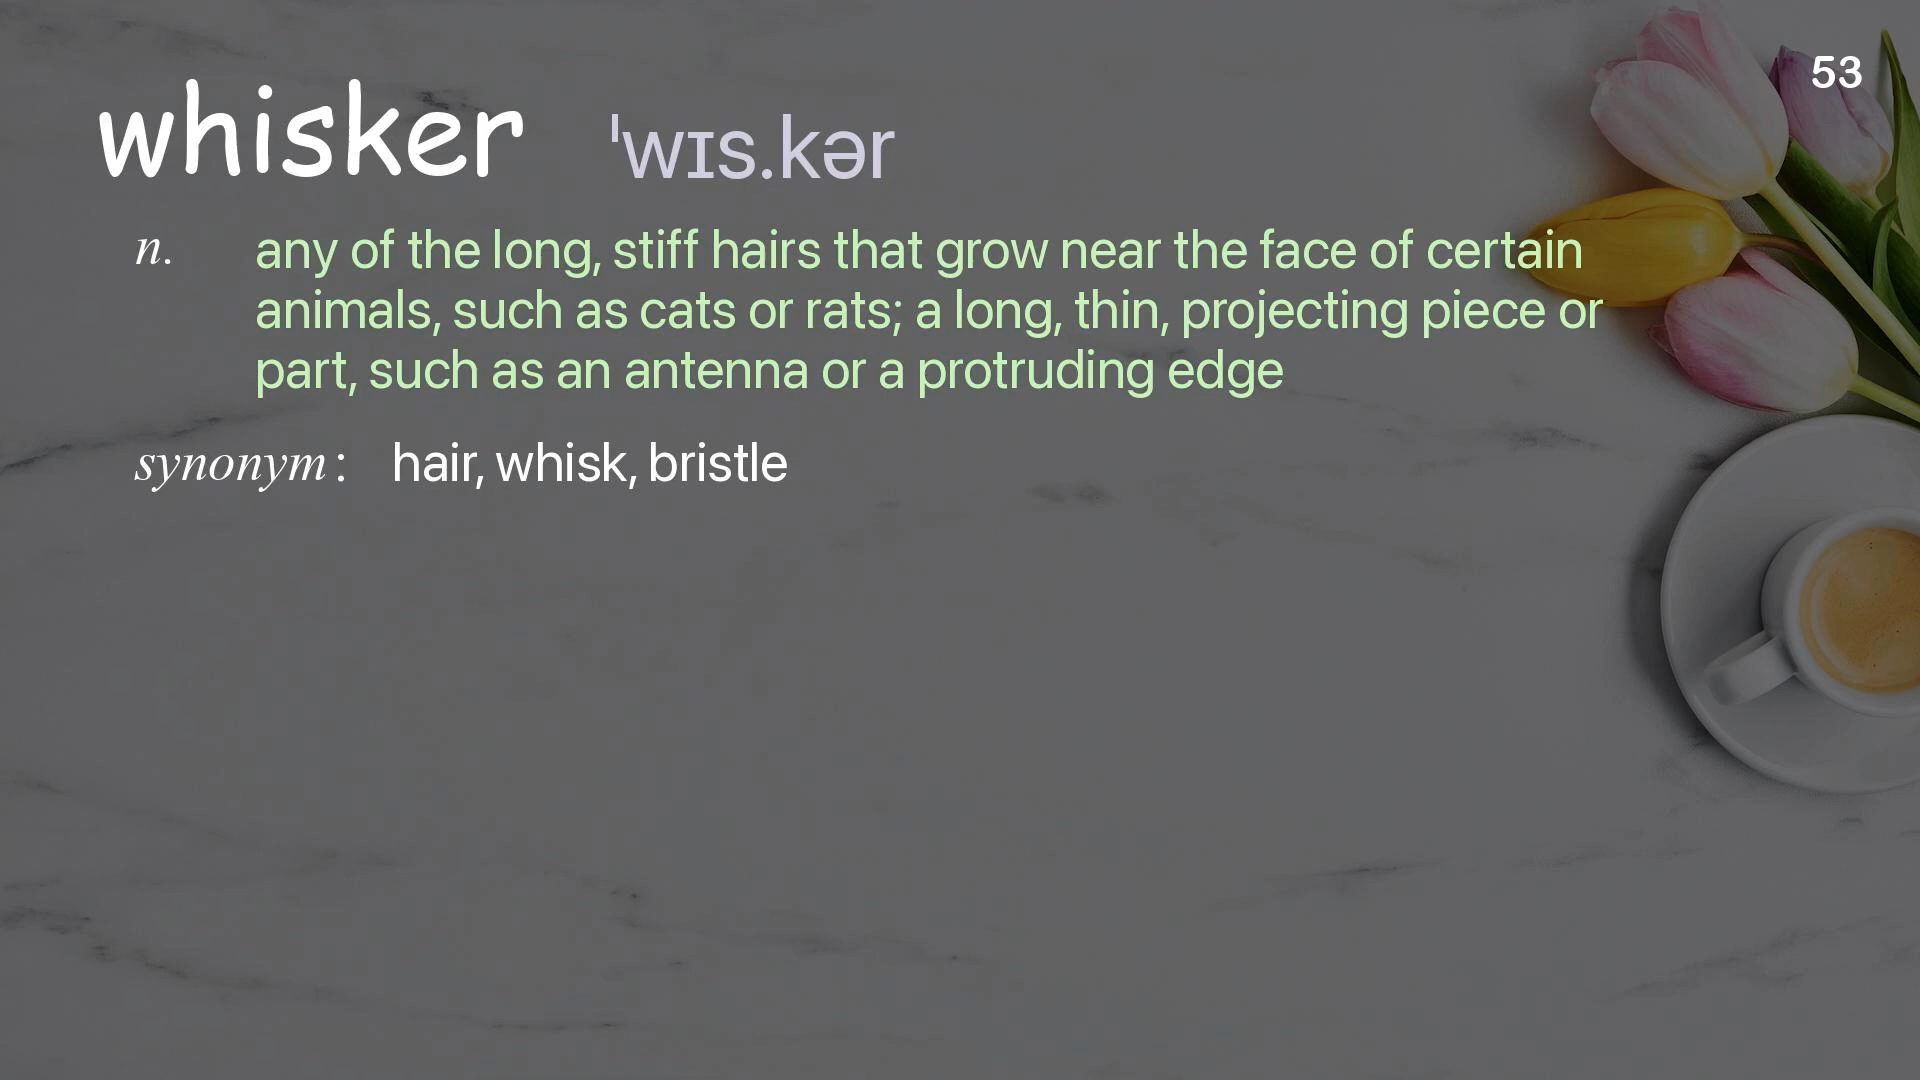 53
whisker ˈwɪs.kər
n. any of the long, stiff hairs that grow near the face of certain
animals, such as cats or rats; a long, thin, projecting piece or
part, such as an antenna or a protruding edge
synonym: hair, whisk, bristle